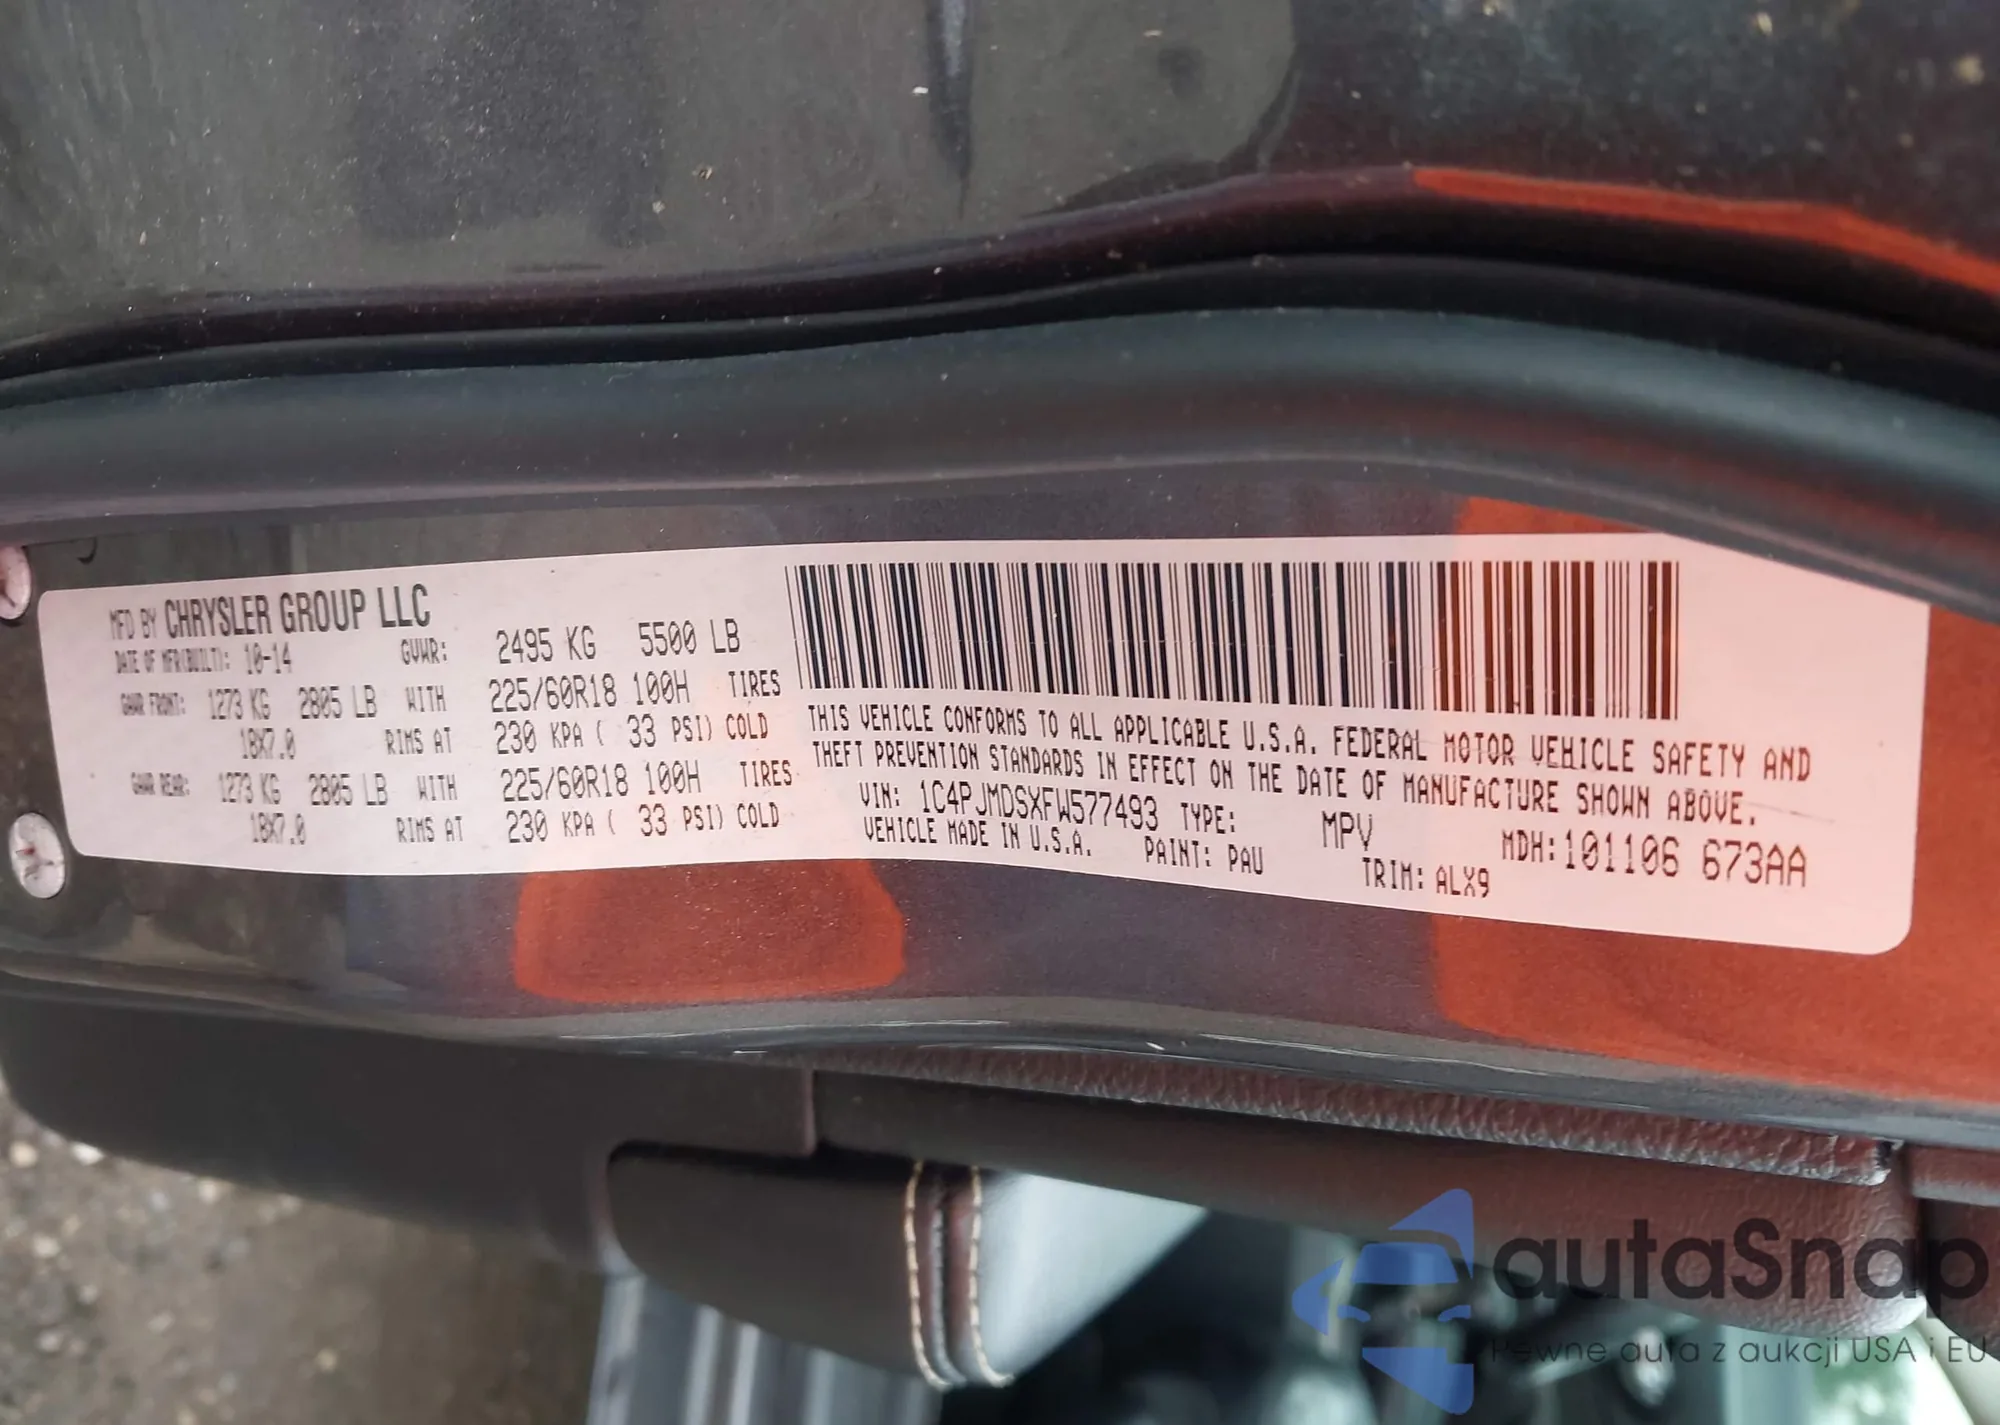 MFD BY CHRYSLER GROUP LLC
DATE OF MFR(BUILT): 10-14 GVWR: 2495 KG 5500 LB
GAWR FRONT: 1273 KG 2805 LB WITH 225/60R18 100H TIRES
18X7.0 RIMS AT 230 KPA ( 33 PSI) COLD
GAWR REAR: 1273 KG 2805 LB WITH 225/60R18 100H TIRES
18X7.0 RIMS AT 230 KPA ( 33 PSI) COLD
THIS VEHICLE CONFORMS TO ALL APPLICABLE U.S.A. FEDERAL MOTOR VEHICLE SAFETY AND
THEFT PREVENTION STANDARDS IN EFFECT ON THE DATE OF MANUFACTURE SHOWN ABOVE.
VIN: 1C4PJMDSXFW577493 TYPE: MPV MDH: 101106 673AA
VEHICLE MADE IN U.S.A. PAINT: PAU TRIM: ALX9
autaSnap
Pewne auta z aukcji USA i EU